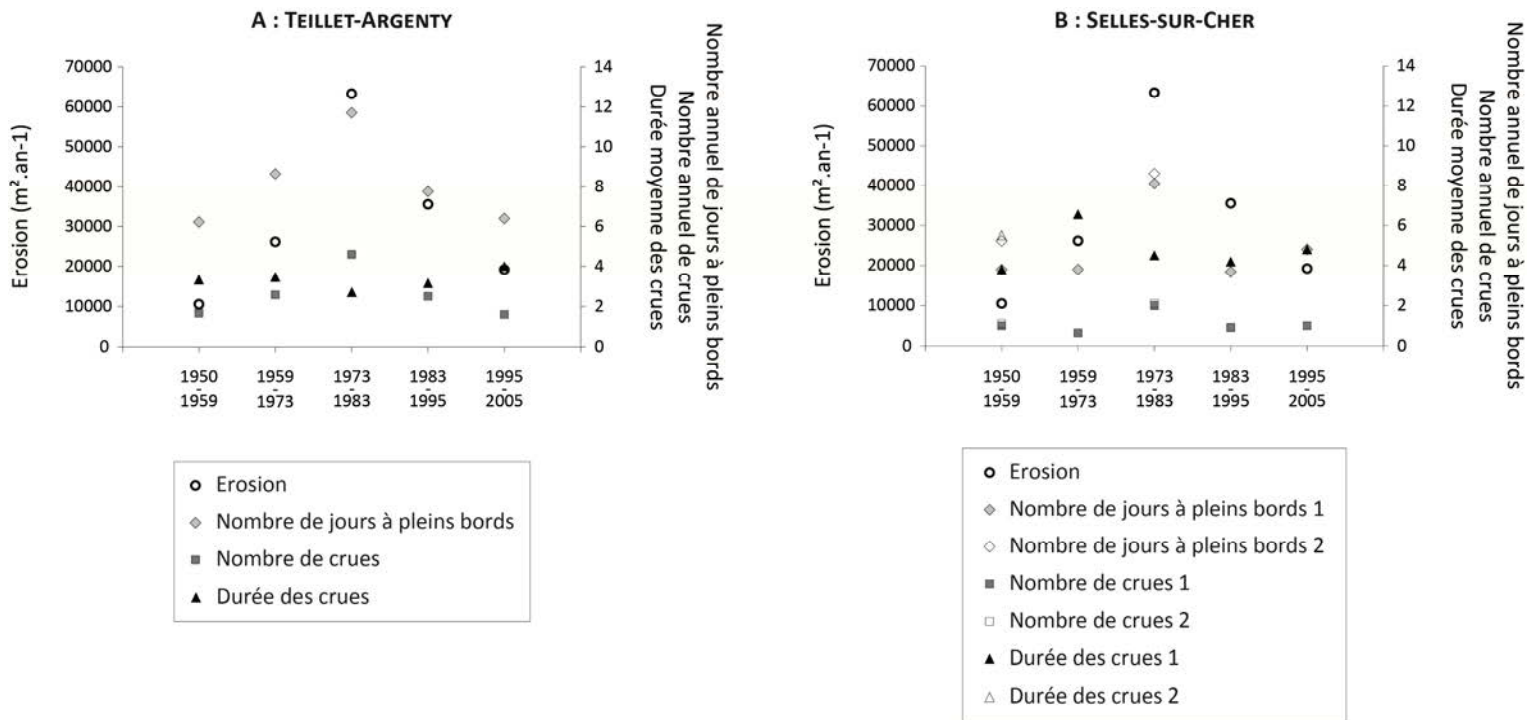 A : TEILLET-ARGENTY
Erosion (m².an-1)
70000
60000
50000
40000
30000
20000
10000
0
14
12
10
8
6
4
2
0
Nombre annuel de jours à pleins bords
Nombre annuel de crues
Durée moyenne des crues
1950
-
1959
1959
-
1973
1973
-
1983
1983
-
1995
1995
-
2005
Erosion
Nombre de jours à pleins bords
Nombre de crues
Durée des crues
B : SELLES-SUR-CHER
Erosion (m².an-1)
70000
60000
50000
40000
30000
20000
10000
0
14
12
10
8
6
4
2
0
Nombre annuel de jours à pleins bords
Nombre annuel de crues
Durée moyenne des crues
1950
-
1959
1959
-
1973
1973
-
1983
1983
-
1995
1995
-
2005
Erosion
Nombre de jours à pleins bords 1
Nombre de jours à pleins bords 2
Nombre de crues 1
Nombre de crues 2
Durée des crues 1
Durée des crues 2